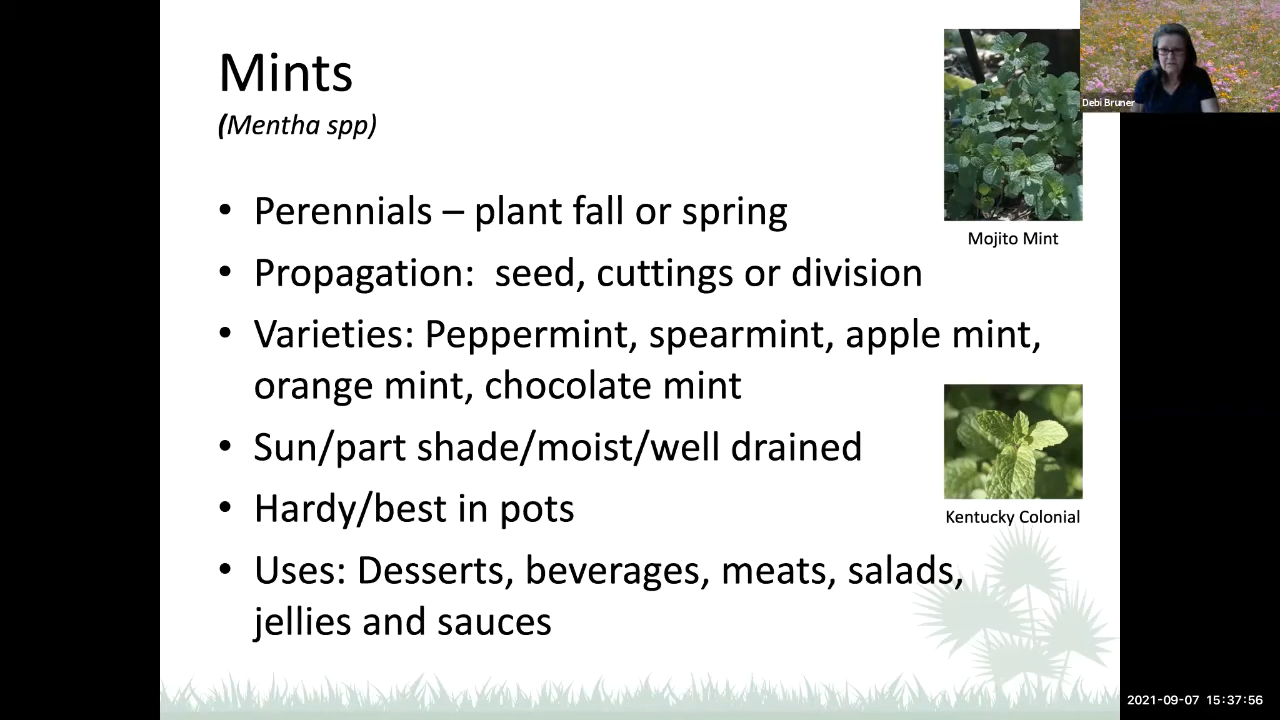 Mints
(Mentha spp)
• Perennials – plant fall or spring
• Propagation:  seed, cuttings or division
• Varieties: Peppermint, spearmint, apple mint,
orange mint, chocolate mint
• Sun/part shade/moist/well drained
• Hardy/best in pots
• Uses: Desserts, beverages, meats, salads,
jellies and sauces
Mojito Mint
Kentucky Colonial
Debi Bruner
2021-09-07 15:37:56